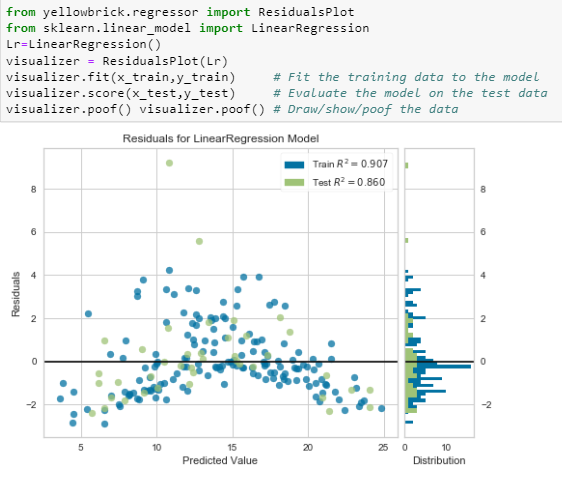 from yellowbrick.regressor import ResidualsPlot
from sklearn.linear_model import LinearRegression
Lr=LinearRegression()
visualizer = ResidualsPlot(Lr)
visualizer.fit(x_train,y_train)     # Fit the training data to the model
visualizer.score(x_test,y_test)     # Evaluate the model on the test data
visualizer.poof() visualizer.poof() # Draw/show/poof the data
Residuals for LinearRegression Model
Train R² = 0.907
Test R² = 0.860
8 8
6 6
4 4
2 2
0 0
−2 −2
Residuals
5 10 15 20 25 0 10
Predicted Value Distribution